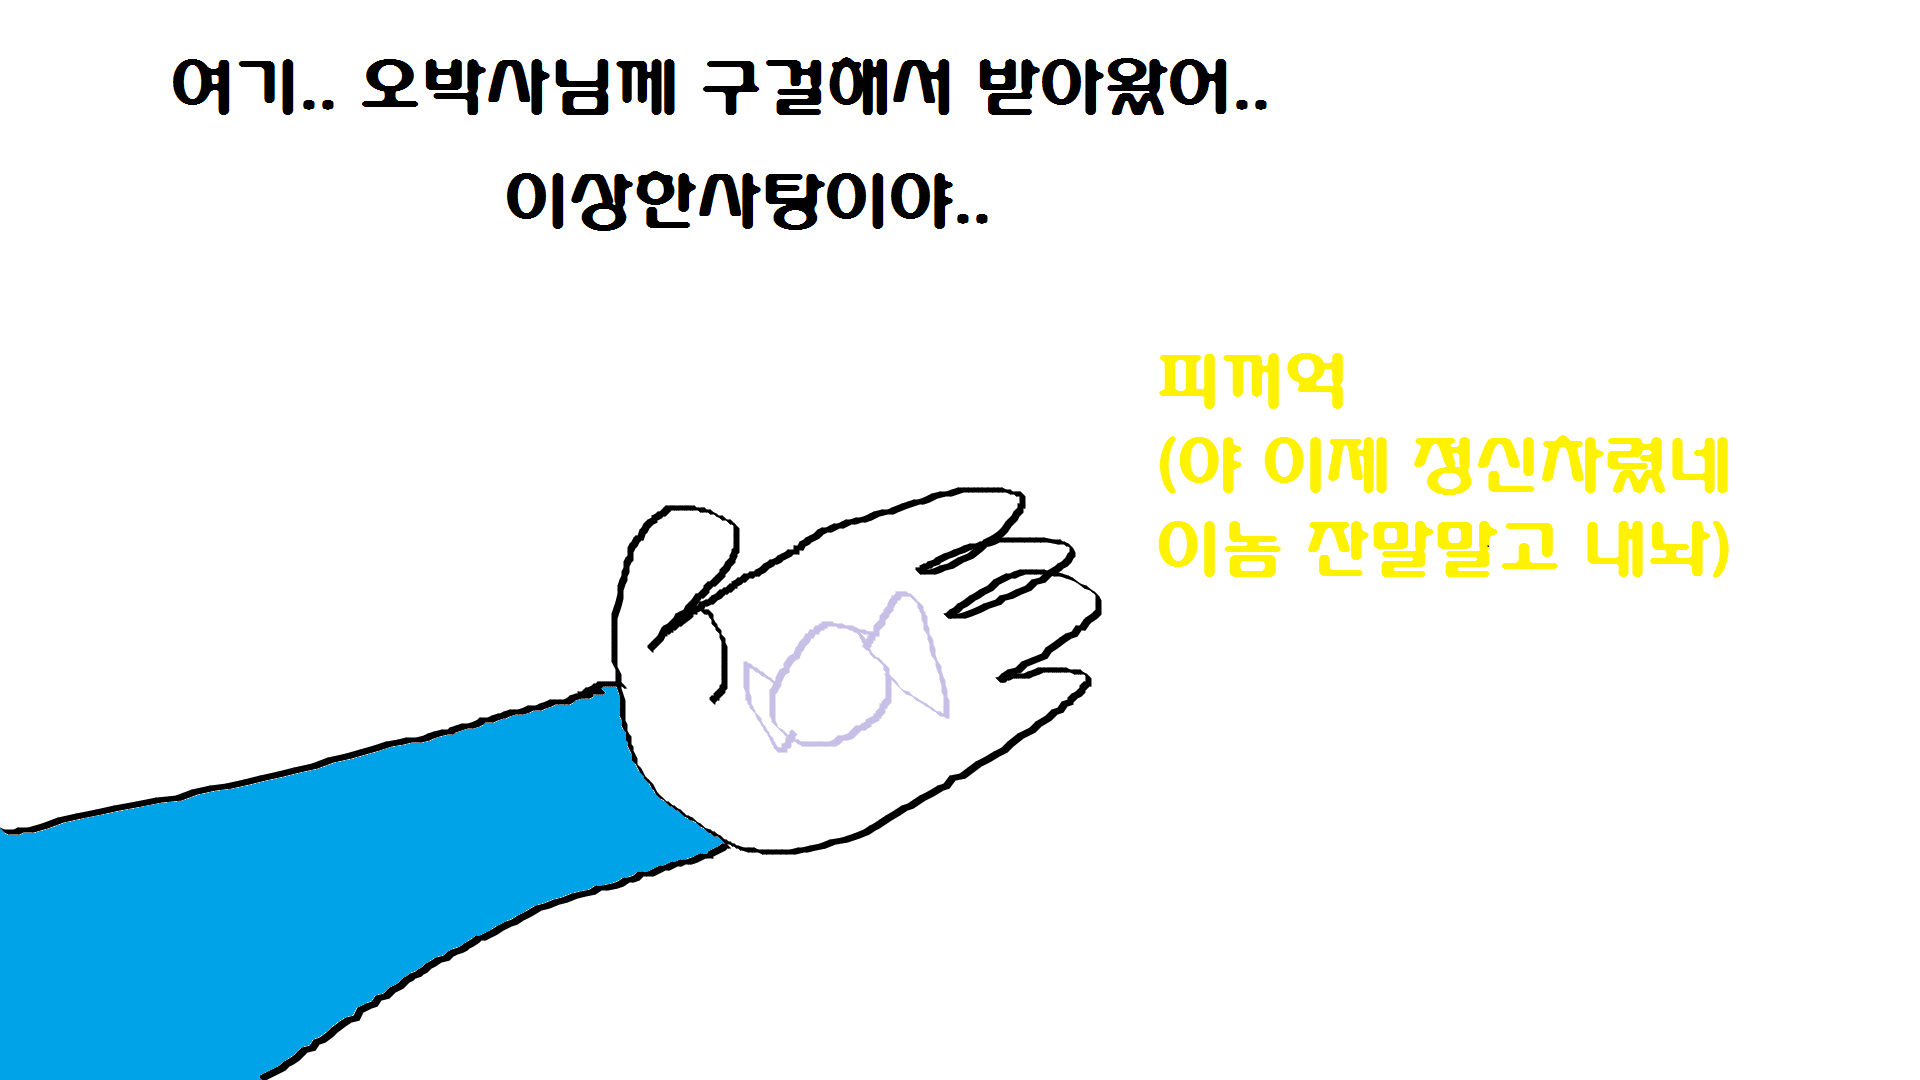 여기.. 오박사님께 구걸해서 받아왔어..
이상한사탕이야..
피꺼억
(야 이제 정신차렸네
이놈 잔말말고 내놔)